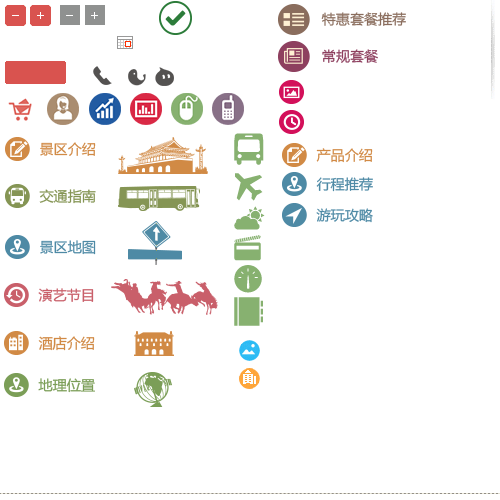 特惠套餐推荐
常规套餐
景区介绍
产品介绍
交通指南
行程推荐
游玩攻略
景区地图
演艺节目
酒店介绍
地理位置